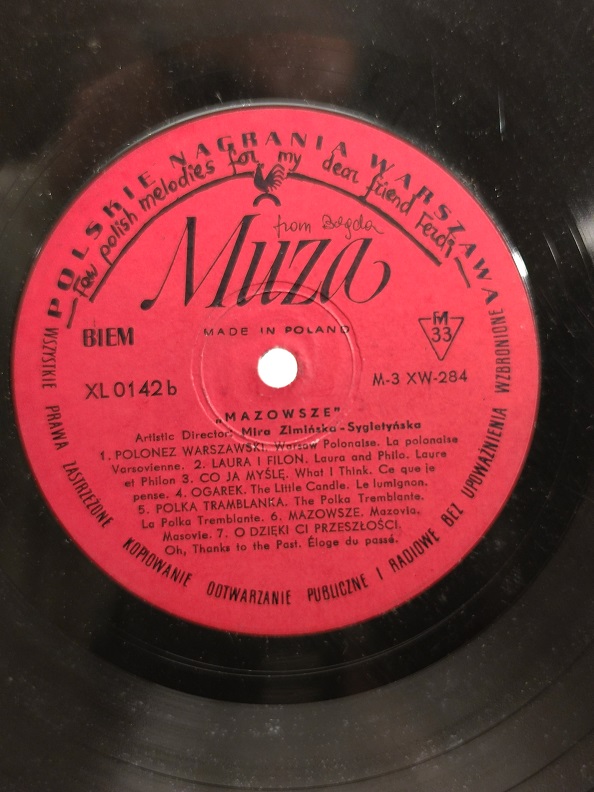 POLSKIE NAGRANIA WARSZAWA
Few polish melodies for my dear friend
from Bogda
Muza
BIEM
MADE IN POLAND
M
33
XL 0142 b
M-3 XW-284
„MAZOWSZE”
Artistic Director: Mira Zimińska-Sygietyńska
1. POLONEZ WARSZAWSKI. Warsaw Polonaise. La polonaise
Varsovienne. 2. LAURA I FILON. Laura and Philo. Laure
et Philon 3. CO JA MYŚLĘ. What I Think. Ce que je
pense. 4. OGAREK. The Little Candle. Le lumignon.
5. POLKA TRAMBLANKA. The Polka Tremblante.
La Polka Tremblante. 6. MAZOWSZE. Mazovia.
Masovie. 7. O DZIĘKI CI PRZESZŁOŚCI.
Oh, Thanks to the Past. Éloge du passé.
WSZYSTKIE PRAWA ZASTRZEŻONE KOPIOWANIE ODTWARZANIE PUBLICZNE I RADIOWE BEZ UPOWAŻNIENIA WZBRONIONE